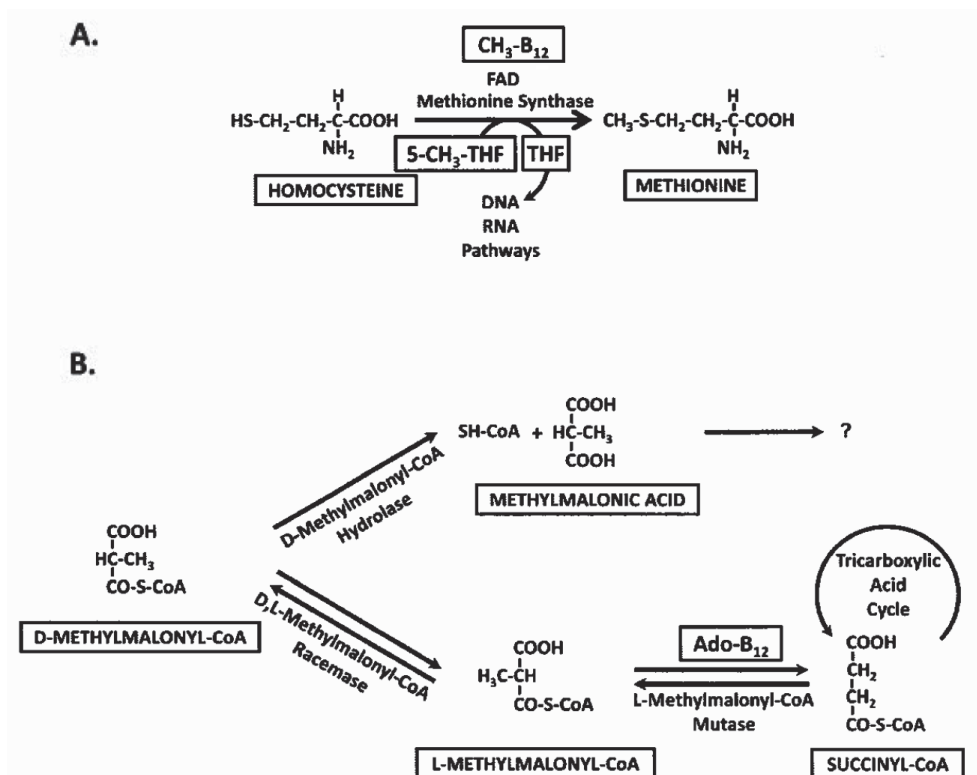 A.
CH₃-B₁₂
FAD
Methionine Synthase
H
HS-CH₂-CH₂-C-COOH
NH₂
HOMOCYSTEINE
5-CH₃-THF
THF
DNA
RNA
Pathways
H
CH₃-S-CH₂-CH₂-C-COOH
NH₂
METHIONINE
B.
D-Methylmalonyl-CoA
Hydrolase
SH-CoA +
COOH
HC-CH₃
COOH
?
METHYLMALONIC ACID
COOH
HC-CH₃
CO-S-CoA
D-METHYLMALONYL-CoA
D,L-Methylmalonyl-CoA
Racemase
COOH
H₃C-CH
CO-S-CoA
L-METHYLMALONYL-CoA
Ado-B₁₂
L-Methylmalonyl-CoA
Mutase
Tricarboxylic
Acid
Cycle
COOH
CH₂
CH₂
CO-S-CoA
SUCCINYL-CoA